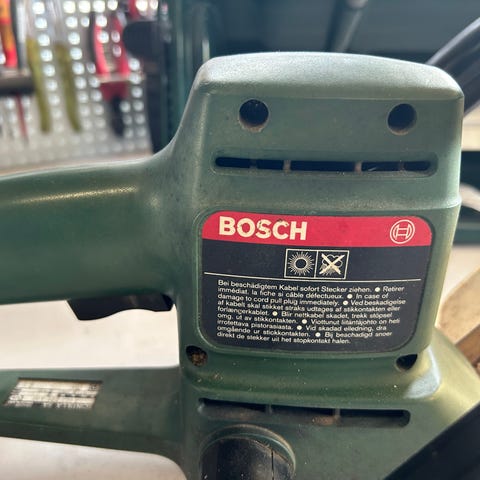 BOSCH
Bei beschädigtem Kabel sofort Stecker ziehen. ● Retirer
immédiat. la fiche si câble défectueux. ● In case of
damage to cord pull plug immediately. ● Ved beskadigelse
af kabell skal stikket straks udtages af stikkontakten eller
forlængerkablet. ● Blir nettkabel skadet, trekk støpsel
omg. ut av stikkontakten. ● Viottunut liitäntäjohto on heti
irrotettava pistorasiasta. ● Vid skadad elledning, dra
omgående ur stickkontakten. ● Bij beschadigd snoer
direkt de stekker uit het stopkontakt halen.